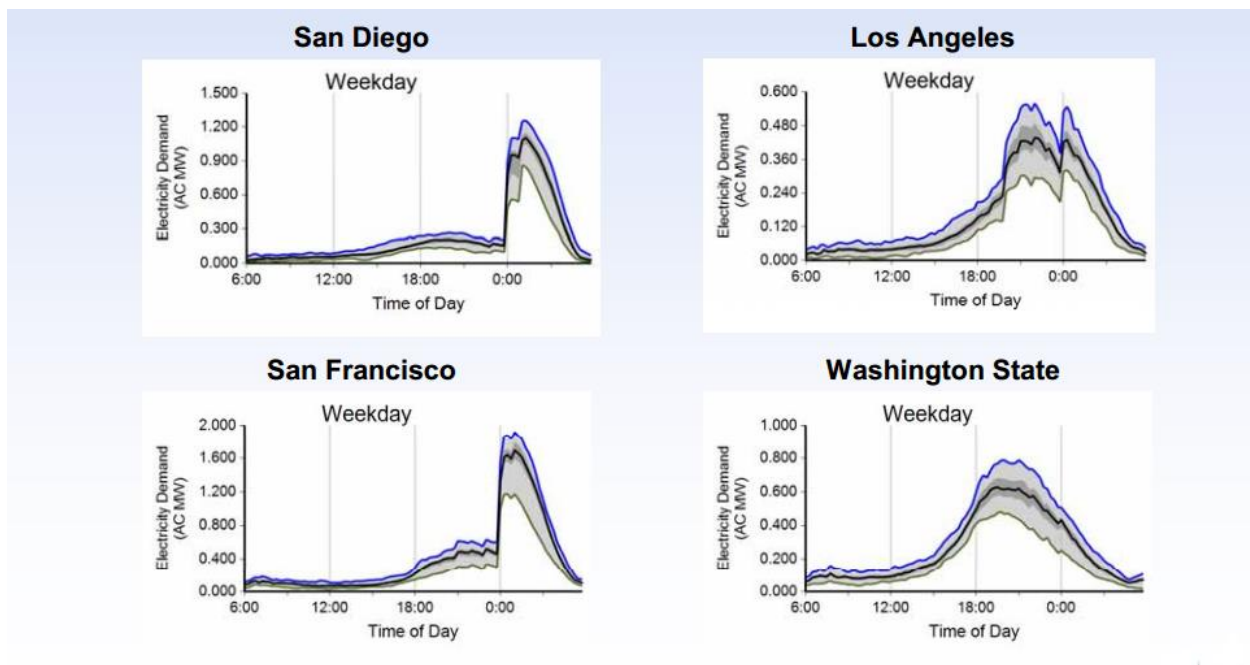 San Diego
Weekday
1.500
1.200
0.900
0.600
0.300
0.000
Electricity Demand
(AC MW)
6:00 12:00 18:00 0:00
Time of Day
Los Angeles
Weekday
0.600
0.480
0.360
0.240
0.120
0.000
Electricity Demand
(AC MW)
6:00 12:00 18:00 0:00
Time of Day
San Francisco
Weekday
2.000
1.600
1.200
0.800
0.400
0.000
Electricity Demand
(AC MW)
6:00 12:00 18:00 0:00
Time of Day
Washington State
Weekday
1.000
0.800
0.600
0.400
0.200
0.000
Electricity Demand
(AC MW)
6:00 12:00 18:00 0:00
Time of Day